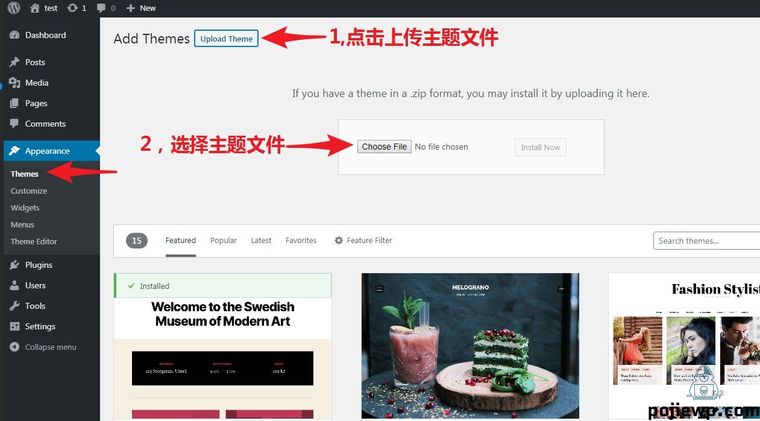 test 1 0 New
Dashboard
Posts
Media
Pages
Comments
Appearance
Themes
Customize
Widgets
Menus
Theme Editor
Plugins
Users
Tools
Settings
Collapse menu
Add Themes Upload Theme
1,点击上传主题文件
If you have a theme in a .zip format, you may install it by uploading it here.
2，选择主题文件
Choose File No file chosen Install Now
15 Featured Popular Latest Favorites Feature Filter Search themes...
Installed
Welcome to the Swedish
Museum of Modern Art
MELOGRANO
Fashion Stylist
pojiewp.com